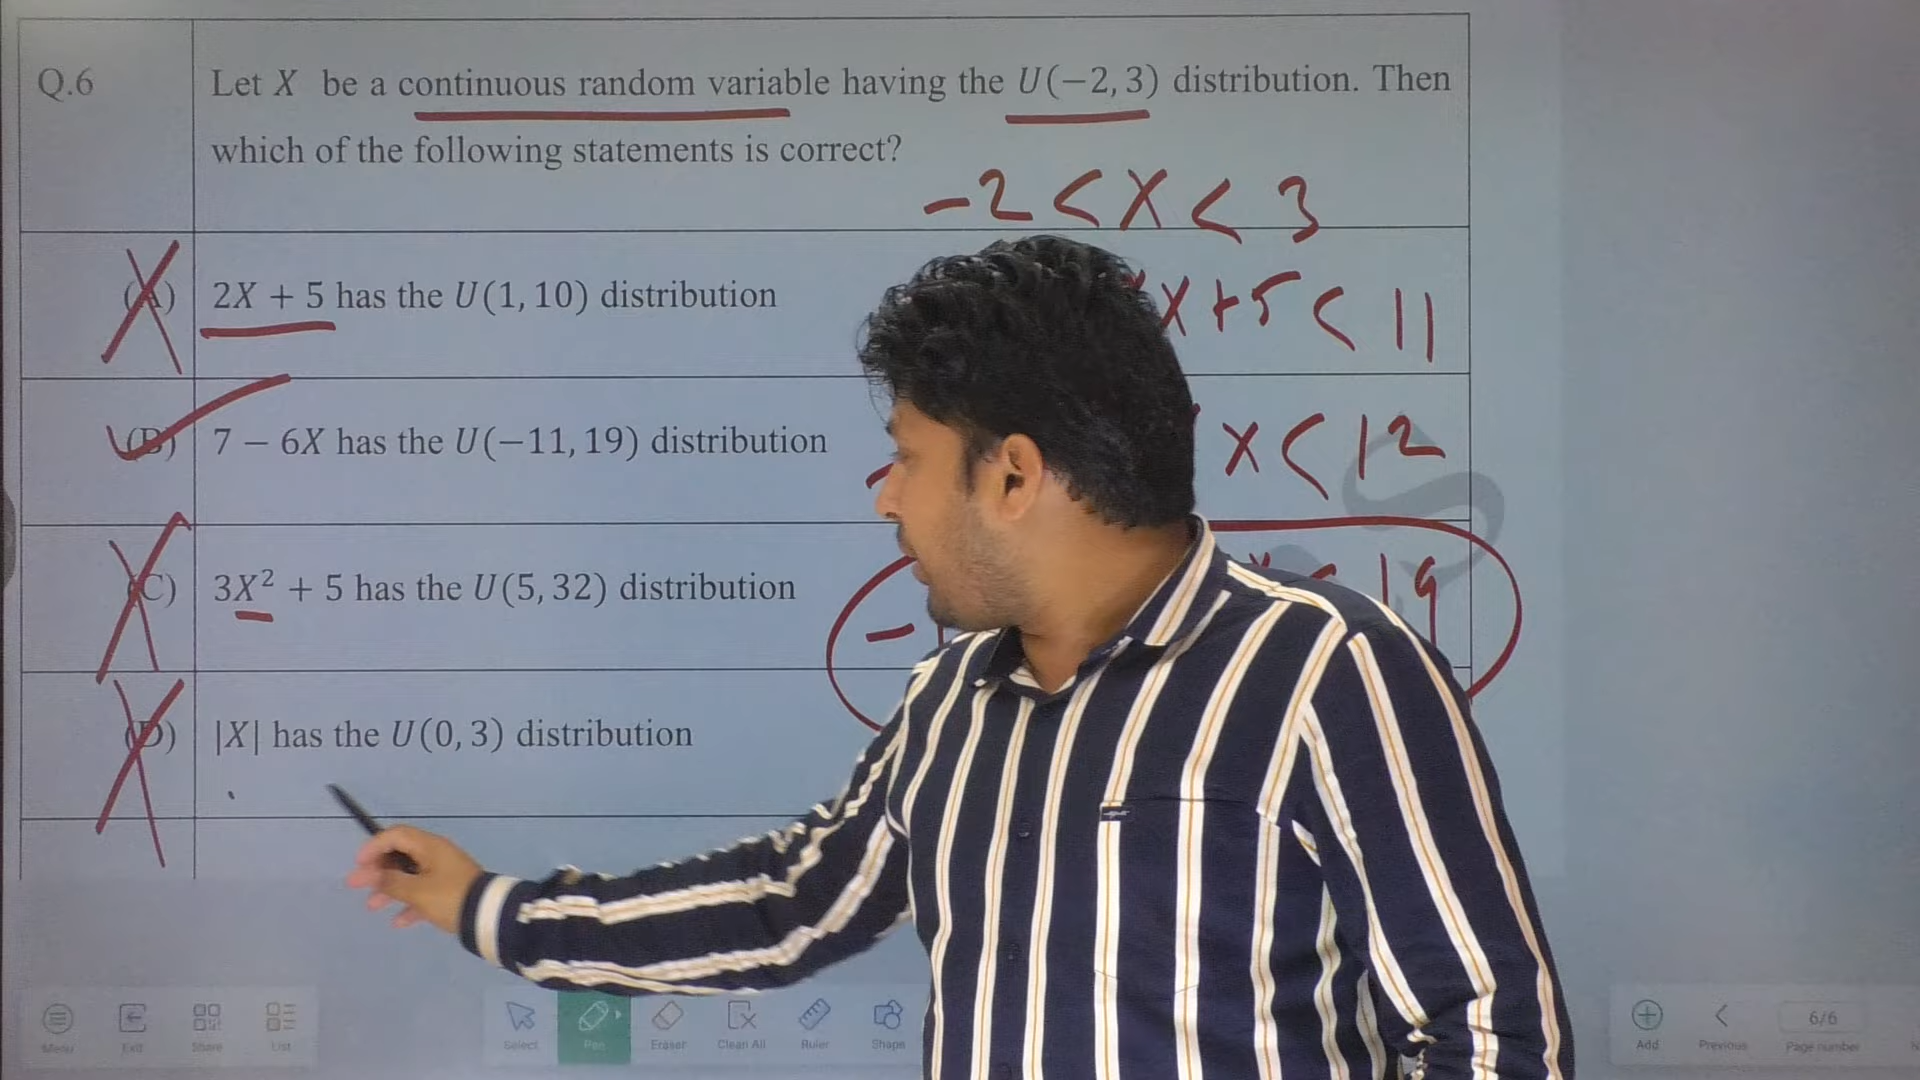 Q.6
Let X be a continuous random variable having the U(−2, 3) distribution. Then
which of the following statements is correct?
-2 < X < 3
(A) 2X + 5 has the U(1, 10) distribution
X+5 < 11
(B) 7 − 6X has the U(−11, 19) distribution
X < 12
(C) 3X² + 5 has the U(5, 32) distribution
< 19
(D) |X| has the U(0, 3) distribution
Menu Exit Share List Select Pen Eraser Clean All Ruler Shape Add Previous Page number
6/6